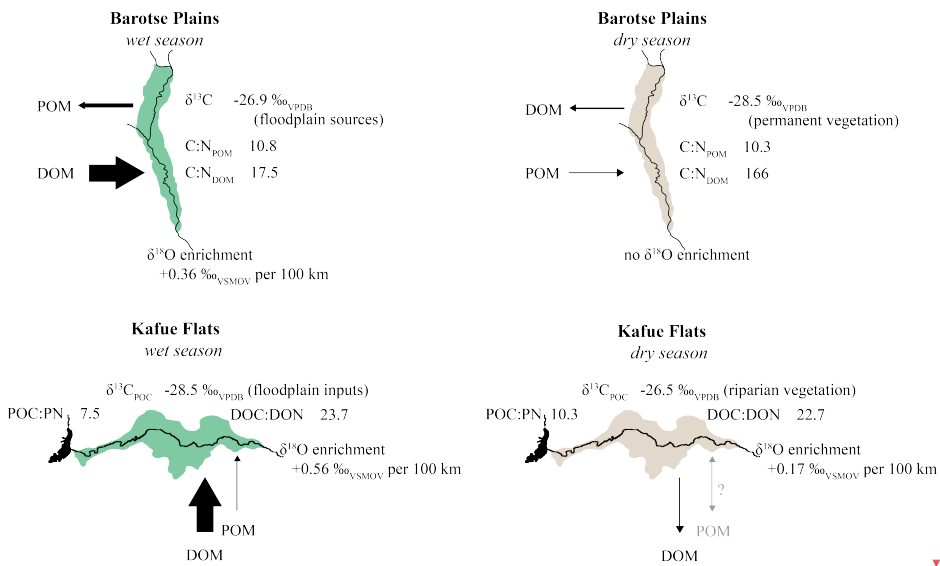 Barotse Plains
wet season
POM
δ¹³C -26.9 ‰VPDB
(floodplain sources)
C:NPOM 10.8
DOM
C:NDOM 17.5
δ¹⁸O enrichment
+0.36 ‰VSMOV per 100 km
Barotse Plains
dry season
DOM
δ¹³C -28.5 ‰VPDB
(permanent vegetation)
C:NPOM 10.3
POM
C:NDOM 166
no δ¹⁸O enrichment
Kafue Flats
wet season
δ¹³CPOC -28.5 ‰VPDB (floodplain inputs)
POC:PN 7.5
DOC:DON 23.7
δ¹⁸O enrichment
+0.56 ‰VSMOV per 100 km
POM
DOM
Kafue Flats
dry season
δ¹³CPOC -26.5 ‰VPDB (riparian vegetation)
POC:PN 10.3
DOC:DON 22.7
δ¹⁸O enrichment
+0.17 ‰VSMOV per 100 km
?
POM
DOM